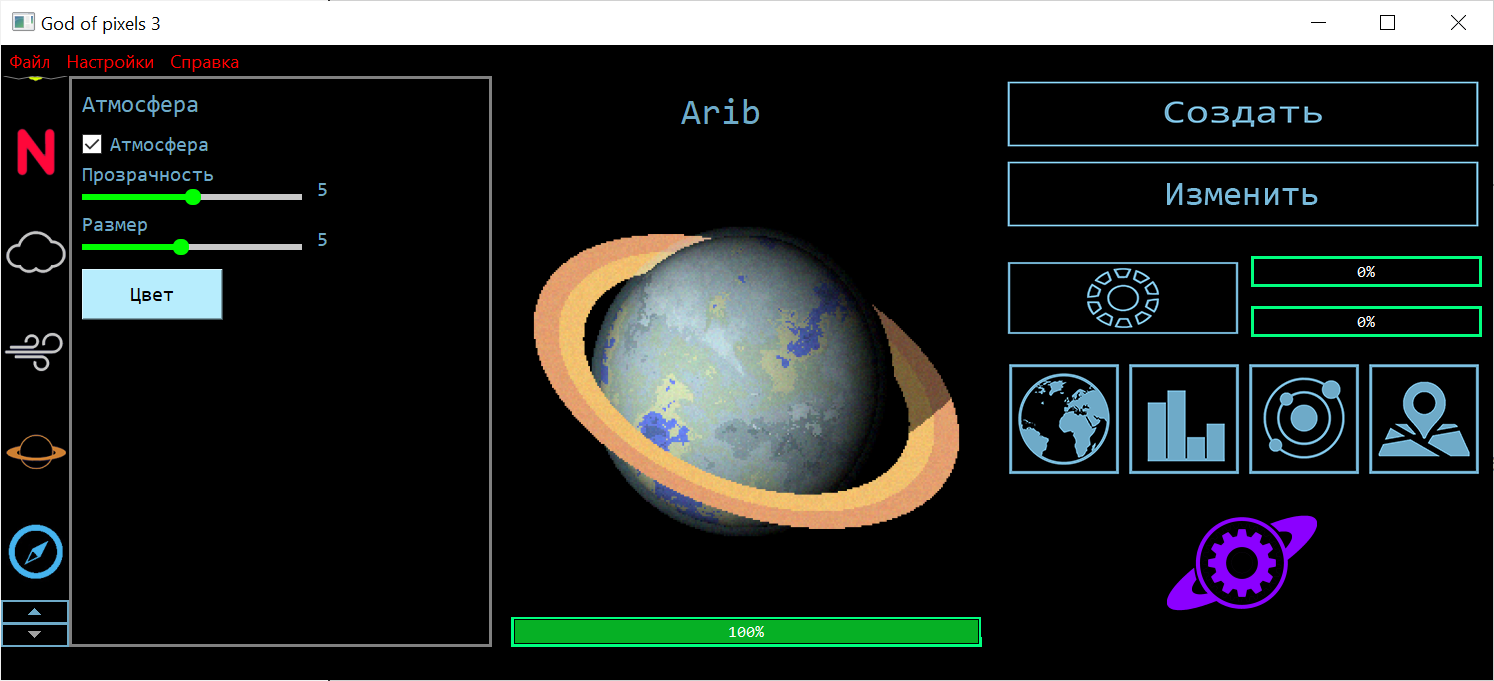 God of pixels 3
Файл Настройки Справка
N
Атмосфера
Атмосфера
Прозрачность
5
Размер
5
Цвет
Arib
100%
Создать
Изменить
0%
0%